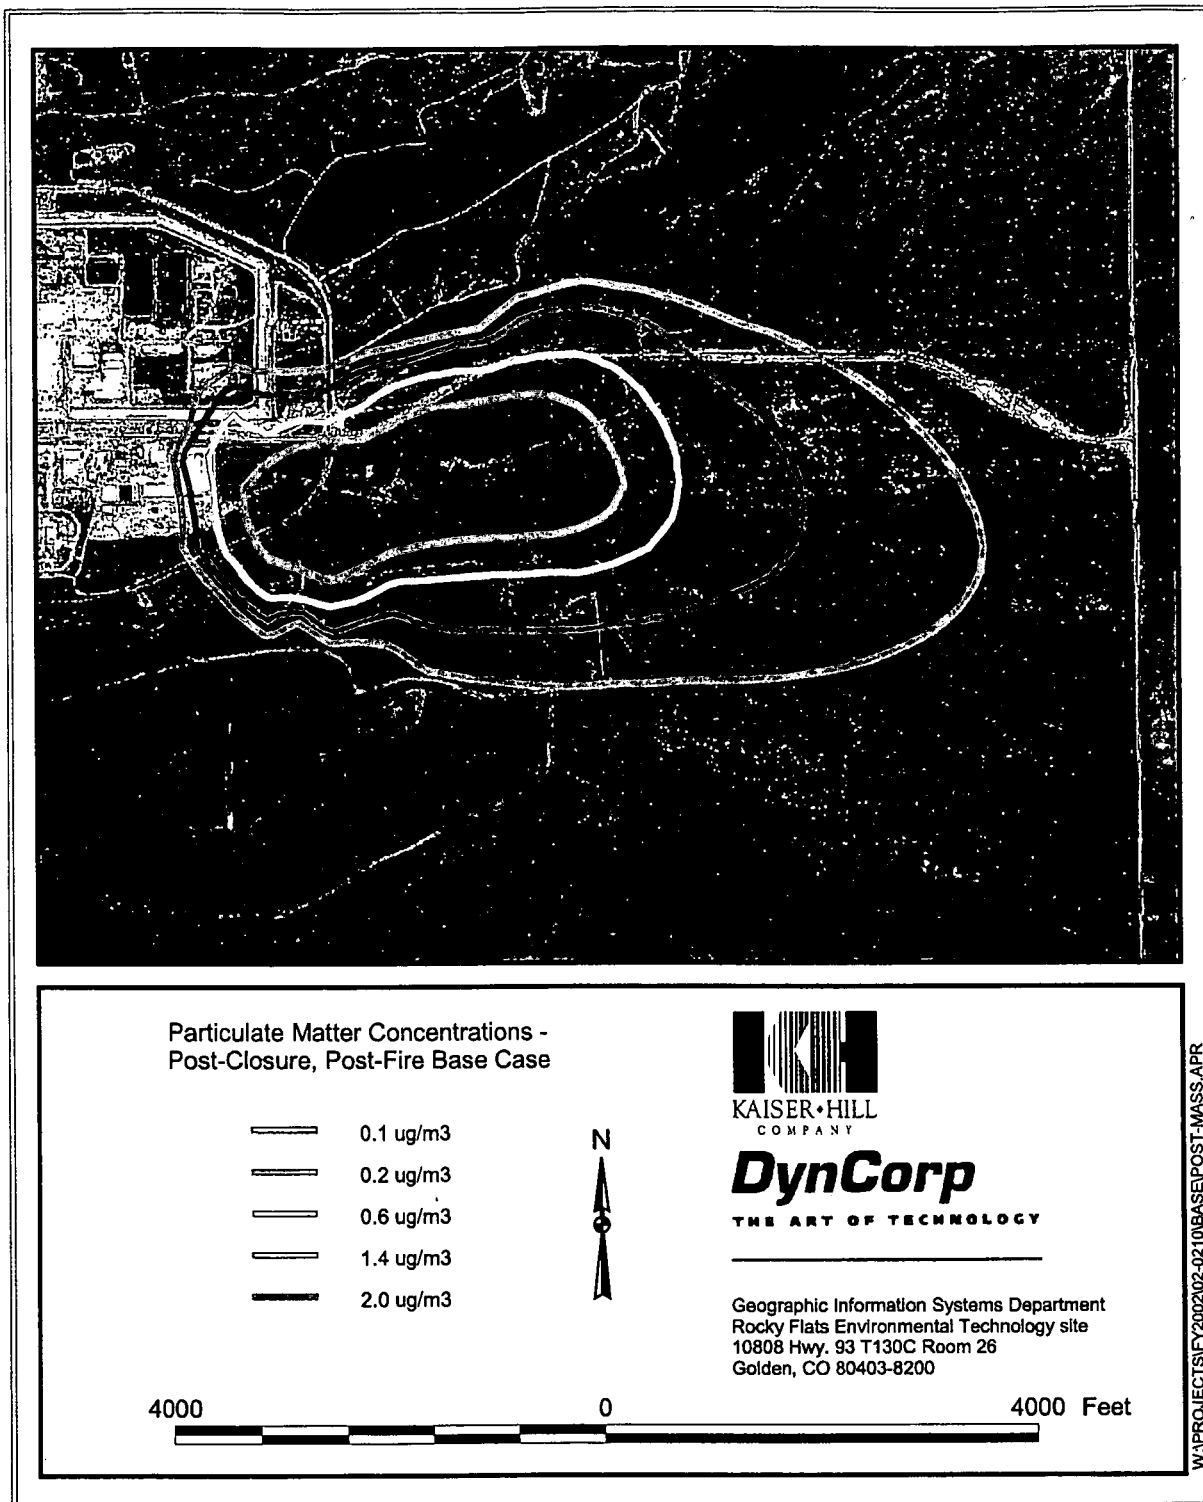 Particulate Matter Concentrations -
Post-Closure, Post-Fire Base Case
0.1 ug/m3
0.2 ug/m3
0.6 ug/m3
1.4 ug/m3
2.0 ug/m3
N
KAISER♦HILL
COMPANY
DynCorp
THE ART OF TECHNOLOGY
Geographic Information Systems Department
Rocky Flats Environmental Technology site
10808 Hwy. 93 T130C Room 26
Golden, CO 80403-8200
4000 0 4000 Feet
W:\PROJECTS\FY2002\02-0210\BASE\POST-MASS.APR